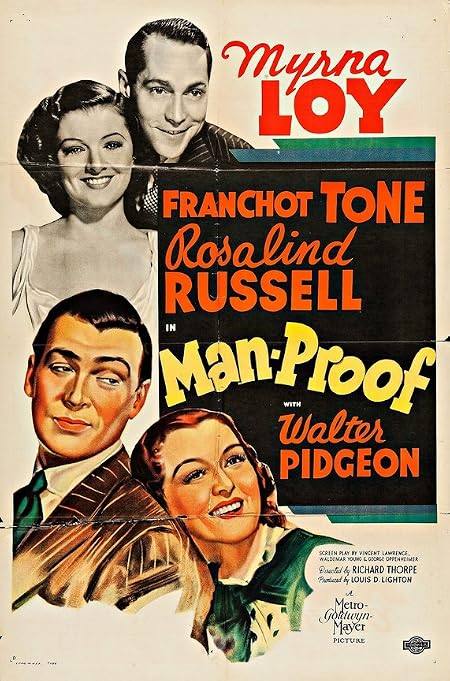 Myrna
LOY
FRANCHOT TONE
Rosalind
RUSSELL
IN
Man-Proof
WITH
Walter
PIDGEON
SCREEN PLAY BY VINCENT LAWRENCE,
WALDEMAR YOUNG & GEORGE OPPENHEIMER
Directed by RICHARD THORPE
Produced by LOUIS D. LIGHTON
A
Metro-
Goldwyn-
Mayer
PICTURE